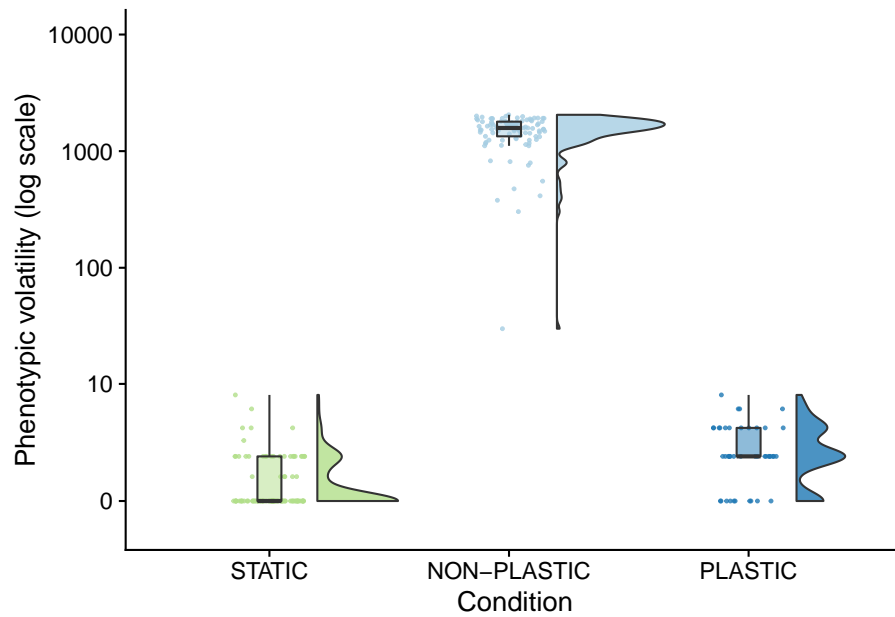 Phenotypic volatility (log scale)
10000
1000
100
10
0
STATIC
NON−PLASTIC
PLASTIC
Condition